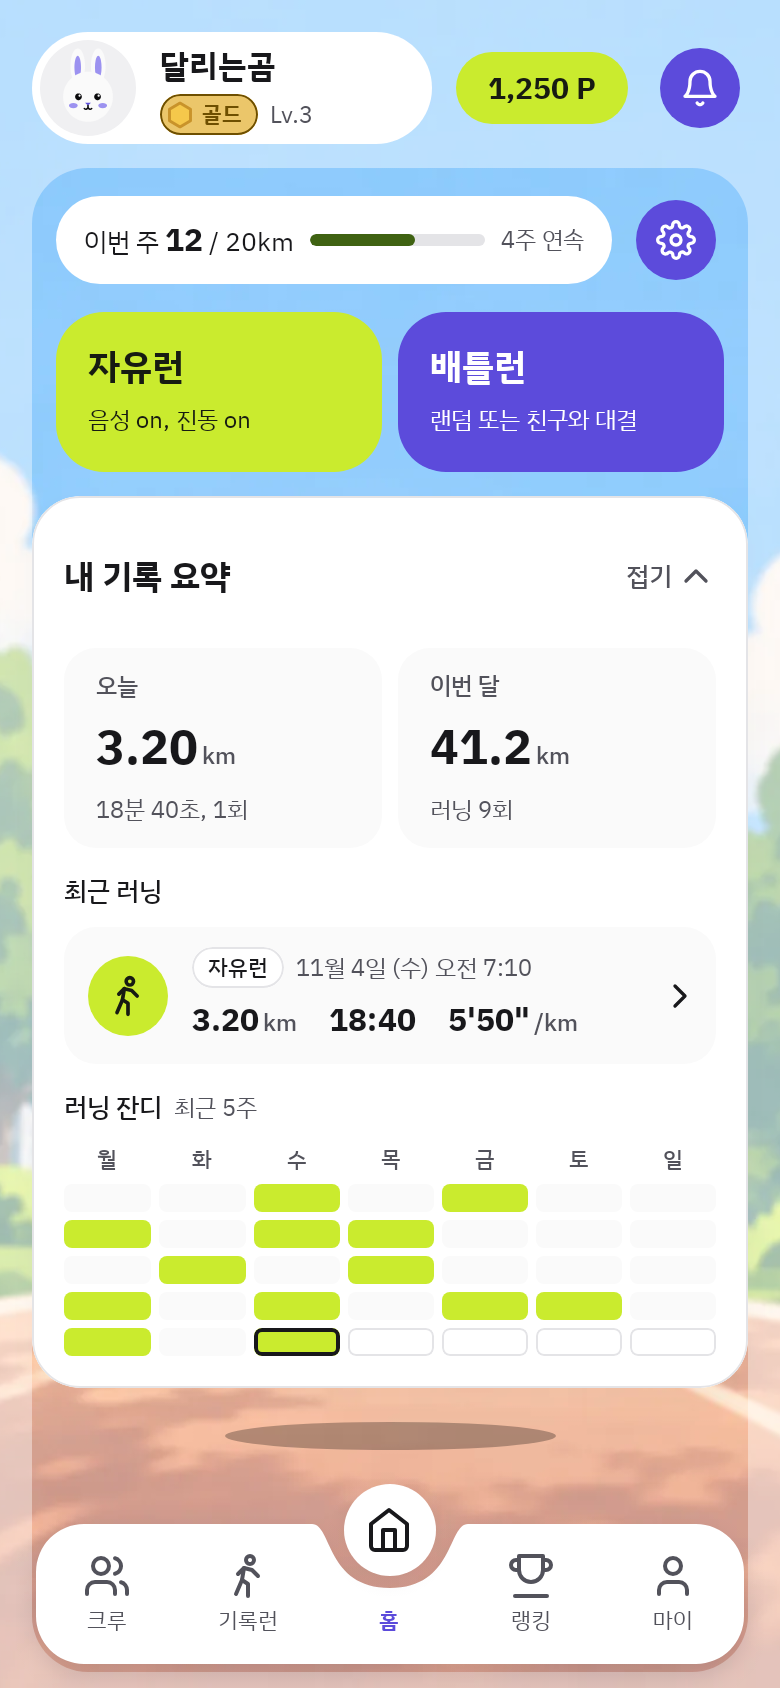 달리는곰
골드 Lv.3
1,250 P
이번 주 12 / 20km 4주 연속
자유런
음성 on, 진동 on
배틀런
랜덤 또는 친구와 대결
내 기록 요약 접기
오늘
3.20 km
18분 40초, 1회
이번 달
41.2 km
러닝 9회
최근 러닝
자유런 11월 4일 (수) 오전 7:10
3.20 km 18:40 5'50" /km
러닝 잔디 최근 5주
월 화 수 목 금 토 일
크루 기록런 홈 랭킹 마이